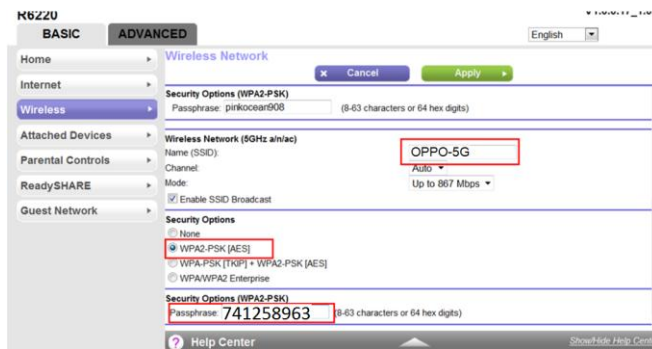 R6220
BASIC ADVANCED English
Home
Internet
Wireless
Attached Devices
Parental Controls
ReadySHARE
Guest Network
Wireless Network
x Cancel Apply
Security Options (WPA2-PSK)
Passphrase: pinkocean908 (8-63 characters or 64 hex digits)
Wireless Network (5GHz a/n/ac)
Name (SSID): OPPO-5G
Channel: Auto
Mode: Up to 867 Mbps
Enable SSID Broadcast
Security Options
None
WPA2-PSK [AES]
WPA-PSK [TKIP] + WPA2-PSK [AES]
WPA/WPA2 Enterprise
Security Options (WPA2-PSK)
Passphrase: 741258963 (8-63 characters or 64 hex digits)
? Help Center Show/Hide Help Cent